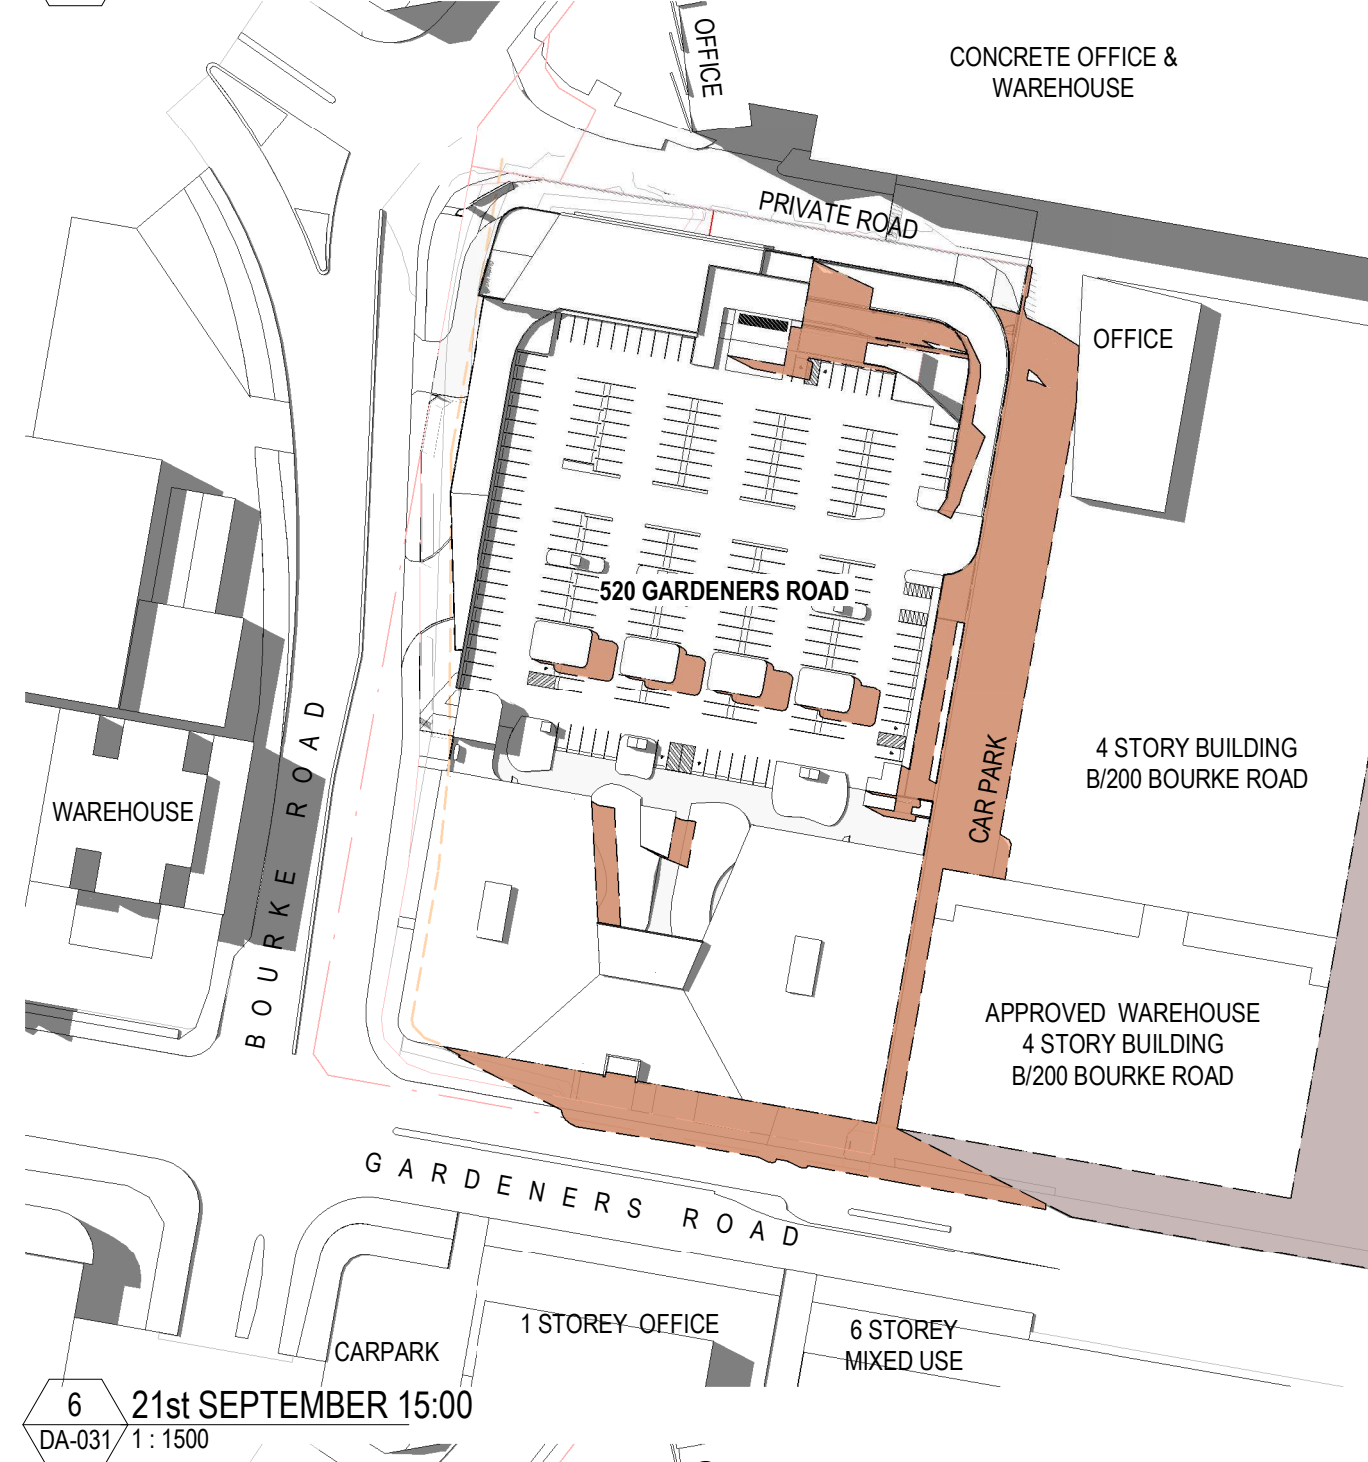 OFFICE
CONCRETE OFFICE &
WAREHOUSE
PRIVATE ROAD
OFFICE
520 GARDENERS ROAD
BOURKE ROAD
CAR PARK
4 STORY BUILDING
B/200 BOURKE ROAD
WAREHOUSE
APPROVED WAREHOUSE
4 STORY BUILDING
B/200 BOURKE ROAD
GARDENERS ROAD
1 STOREY OFFICE
6 STOREY
MIXED USE
CARPARK
6
21st SEPTEMBER 15:00
DA-031
1 : 1500